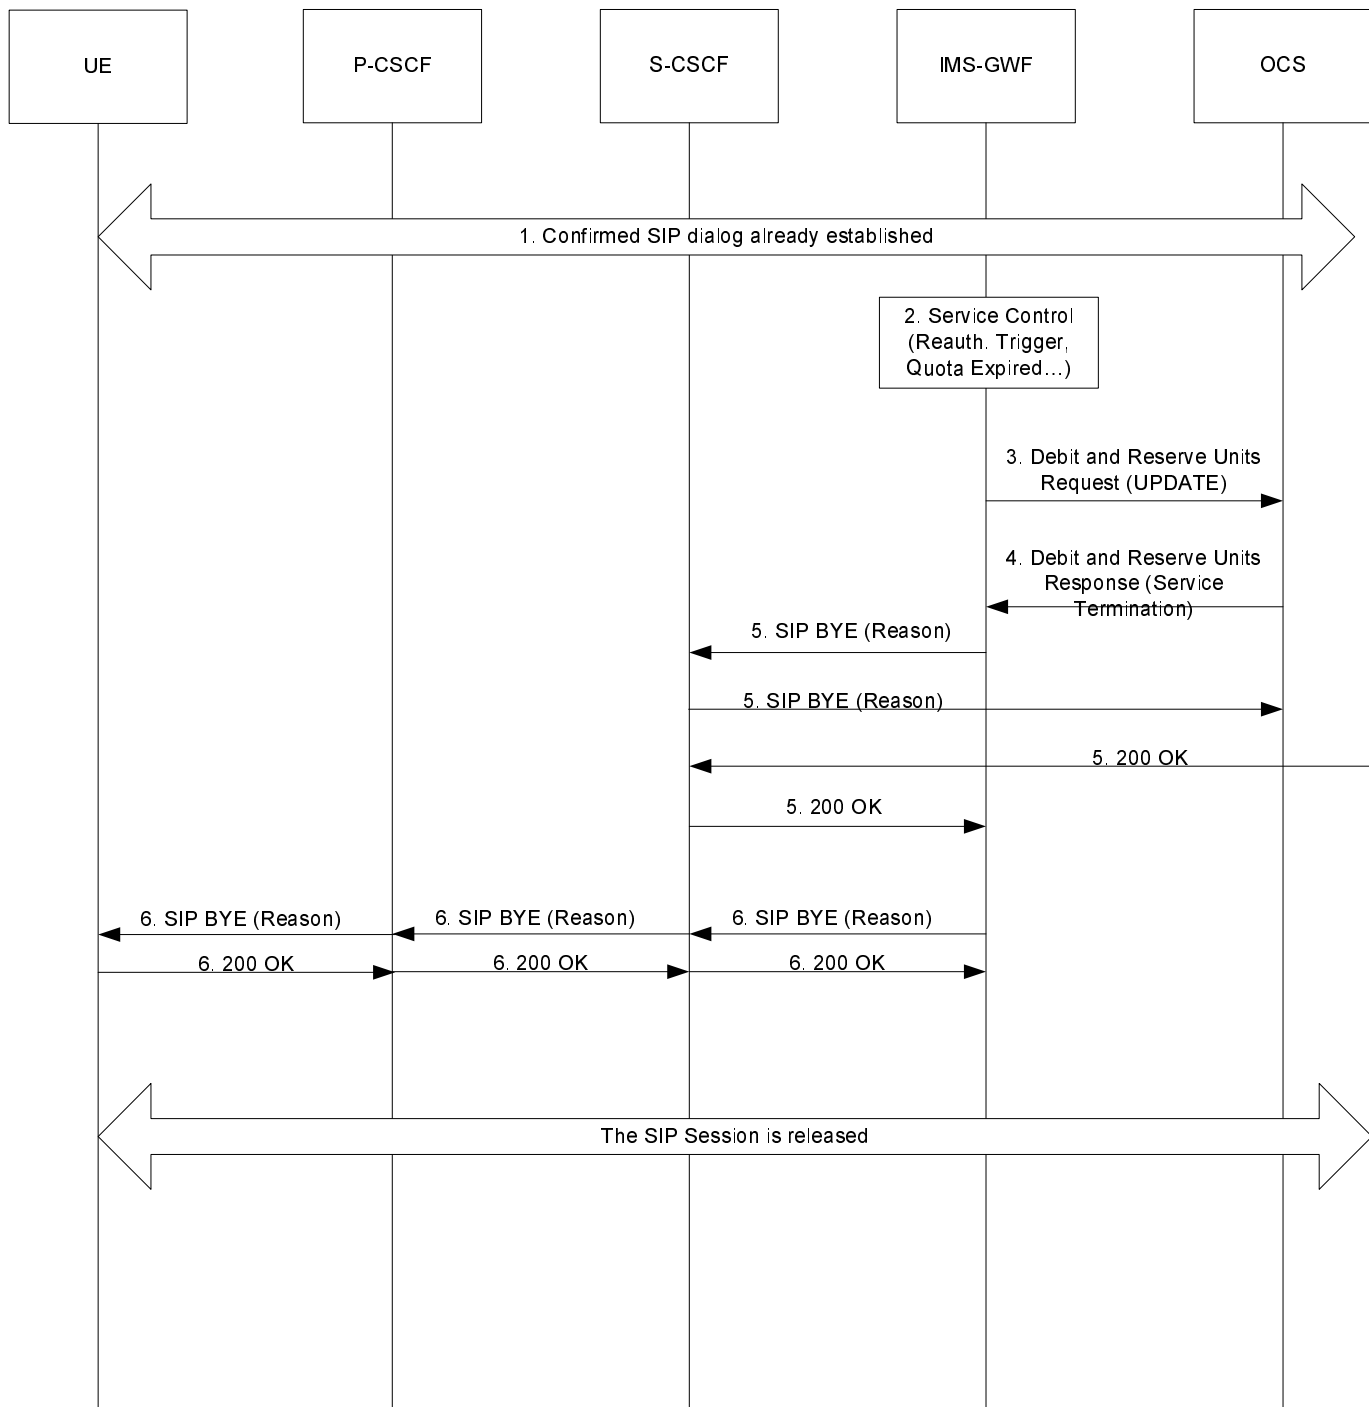 UE
P-CSCF
S-CSCF
IMS-GWF
OCS
1. Confirmed SIP dialog already established
2. Service Control
(Reauth. Trigger,
Quota Expired...)
3. Debit and Reserve Units
Request (UPDATE)
4. Debit and Reserve Units
Response (Service
Termination)
5. SIP BYE (Reason)
5. SIP BYE (Reason)
5. 200 OK
5. 200 OK
6. SIP BYE (Reason)
6. SIP BYE (Reason)
6. SIP BYE (Reason)
6. 200 OK
6. 200 OK
6. 200 OK
The SIP Session is released